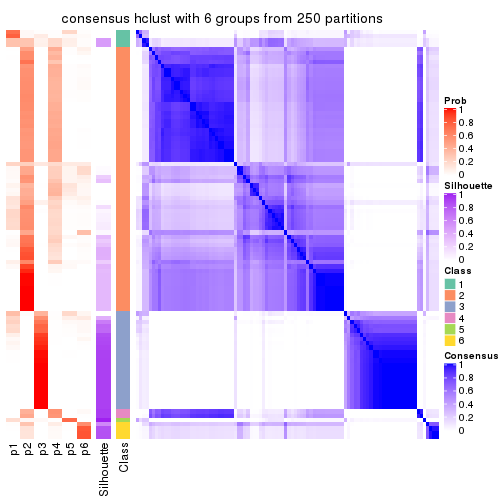 consensus hclust with 6 groups from 250 partitions
Prob
1
0.8
0.6
0.4
0.2
0
Silhouette
1
0.8
0.6
0.4
0.2
0
Class
1
2
3
4
5
6
Consensus
1
0.8
0.6
0.4
0.2
0
p1
p2
p3
p4
p5
p6
Silhouette
Class